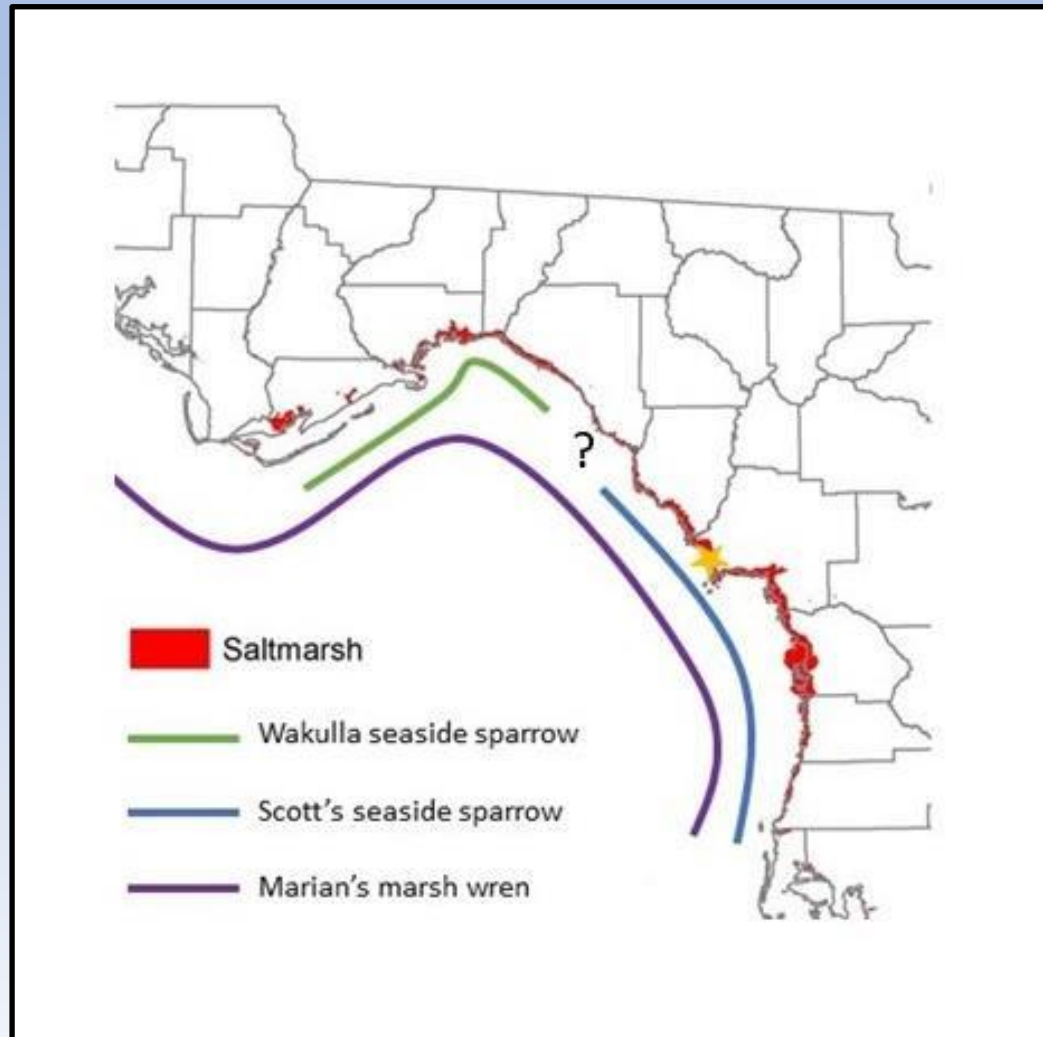 ?
Saltmarsh
Wakulla seaside sparrow
Scott's seaside sparrow
Marian's marsh wren